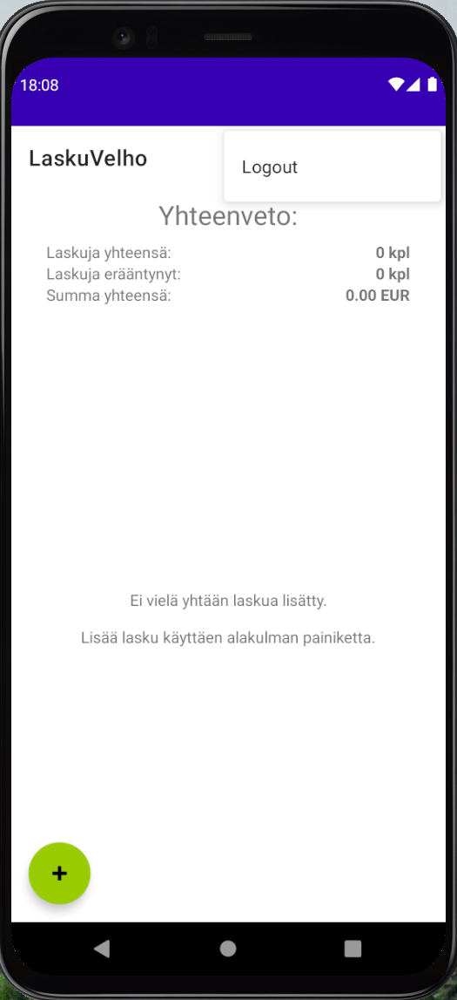 18:08
LaskuVelho
Logout
Yhteenveto:
Laskuja yhteensä: 0 kpl
Laskuja erääntynyt: 0 kpl
Summa yhteensä: 0.00 EUR
Ei vielä yhtään laskua lisätty.
Lisää lasku käyttäen alakulman painiketta.
+